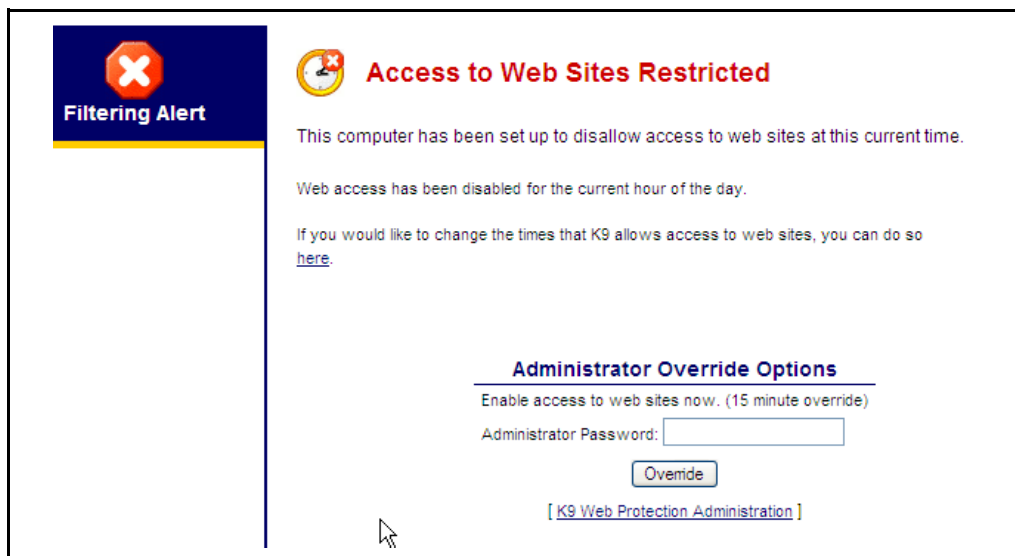 Filtering Alert
Access to Web Sites Restricted
This computer has been set up to disallow access to web sites at this current time.
Web access has been disabled for the current hour of the day.
If you would like to change the times that K9 allows access to web sites, you can do so
here.
Administrator Override Options
Enable access to web sites now. (15 minute override)
Administrator Password:
Override
[ K9 Web Protection Administration ]